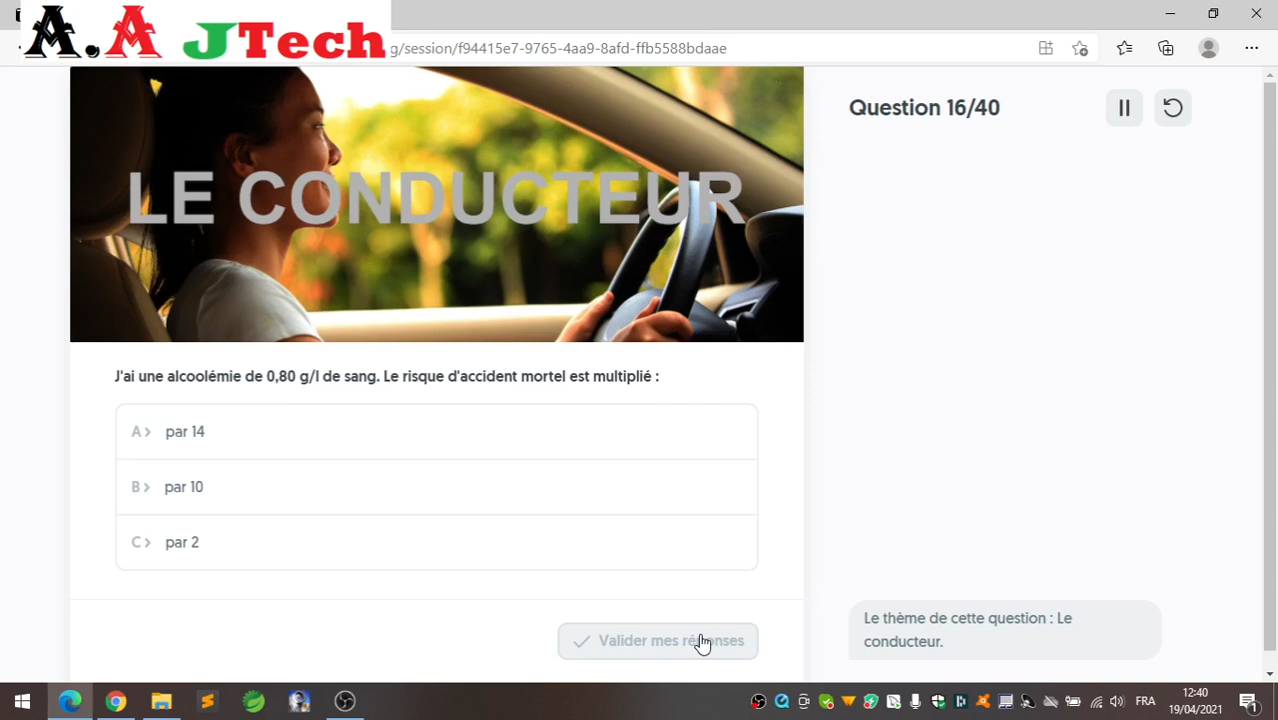 A.A JTech
g/session/f94415e7-9765-4aa9-8afd-ffb5588bdaae
LE CONDUCTEUR
Question 16/40
J'ai une alcoolémie de 0,80 g/l de sang. Le risque d'accident mortel est multiplié :
A > par 14
B > par 10
C > par 2
Valider mes réponses
Le thème de cette question : Le
conducteur.
FRA
12:40
19/04/2021
1